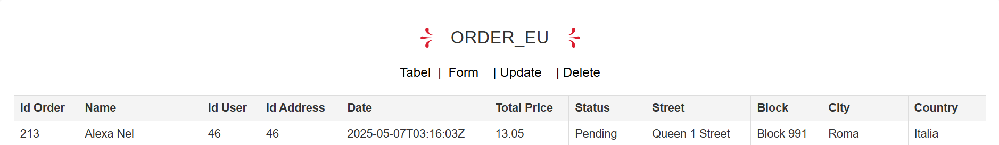 ORDER_EU
Tabel | Form | Update | Delete
Id Order Name Id User Id Address Date Total Price Status Street Block City Country
213 Alexa Nel 46 46 2025-05-07T03:16:03Z 13.05 Pending Queen 1 Street Block 991 Roma Italia